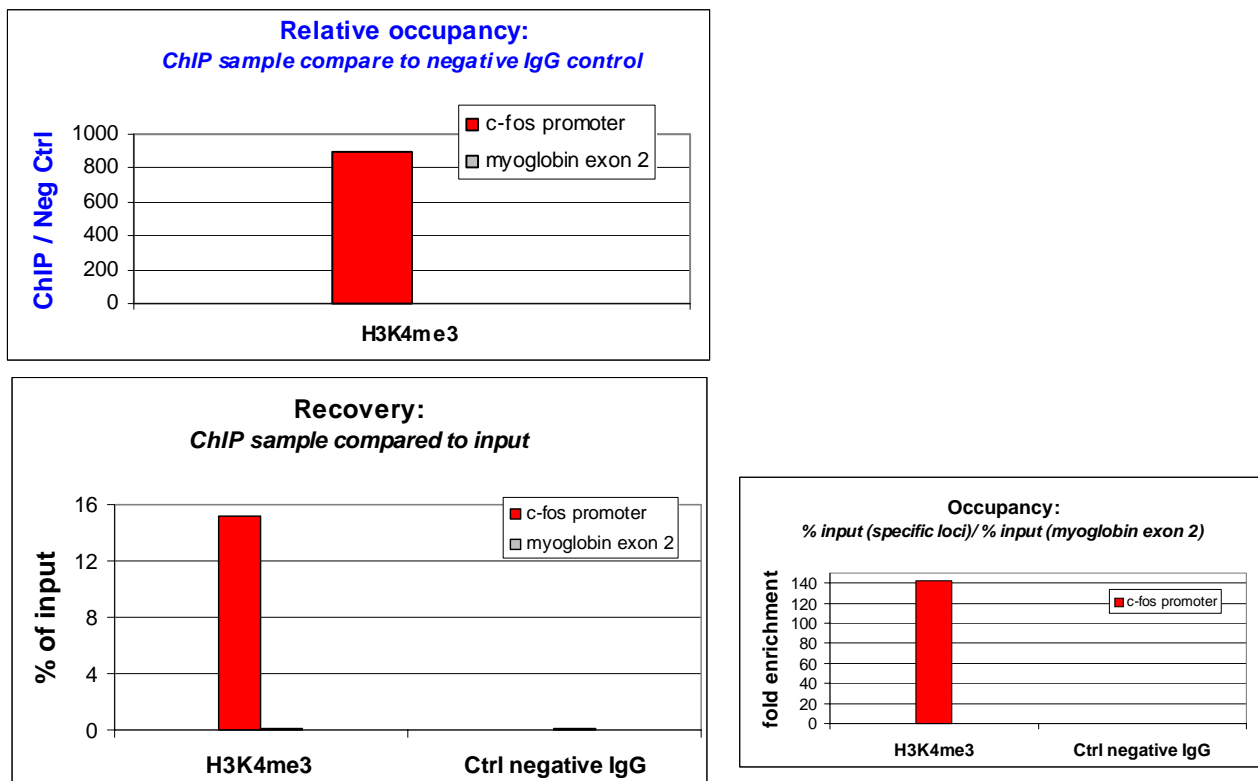 Relative occupancy:
ChIP sample compare to negative IgG control
ChIP / Neg Ctrl
1000
800
600
400
200
0
c-fos promoter
myoglobin exon 2
H3K4me3
Recovery:
ChIP sample compared to input
% of input
16
12
8
4
0
c-fos promoter
myoglobin exon 2
H3K4me3 Ctrl negative IgG
Occupancy:
% input (specific loci)/ % input (myoglobin exon 2)
fold enrichment
140
120
100
80
60
40
20
0
c-fos promoter
H3K4me3 Ctrl negative IgG